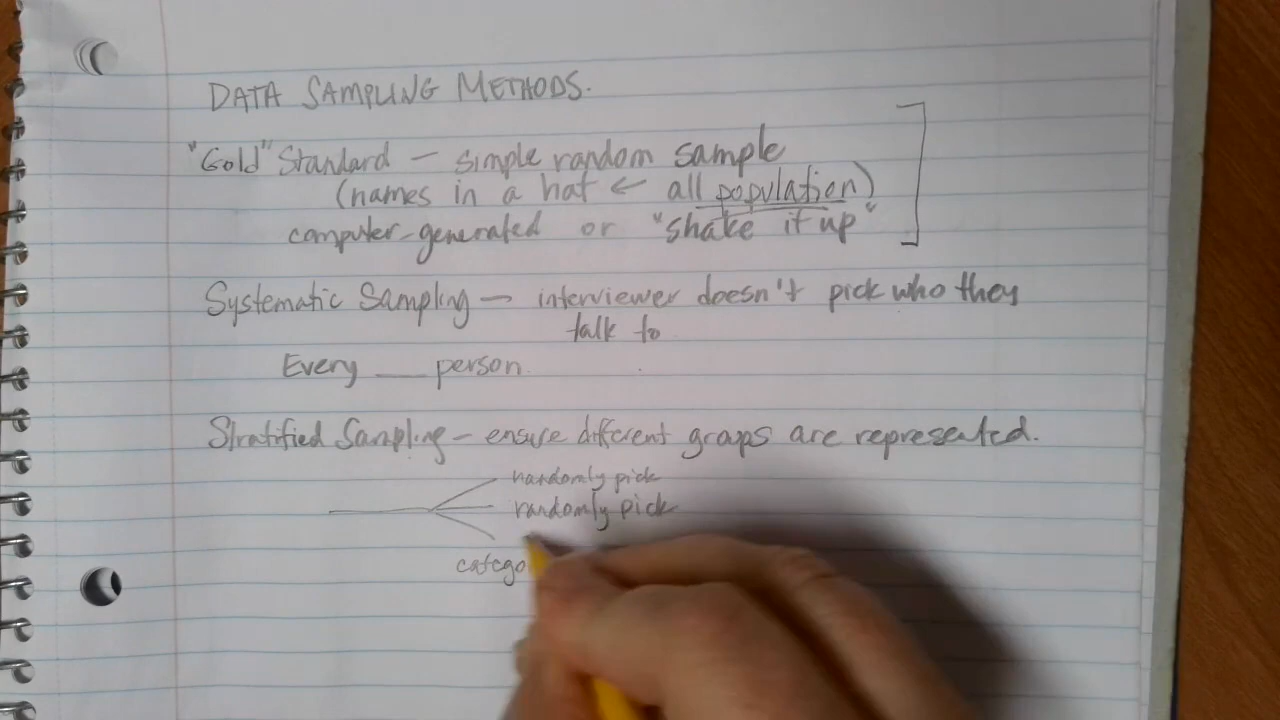 DATA SAMPLING METHODS.
"Gold" Standard – simple random sample
(names in a hat ← all population)
computer-generated or "shake it up"
Systematic Sampling – interviewer doesn't pick who they
talk to
Every ___ person
Stratified Sampling – ensure different groups are represented.
randomly pick
randomly pick
catego